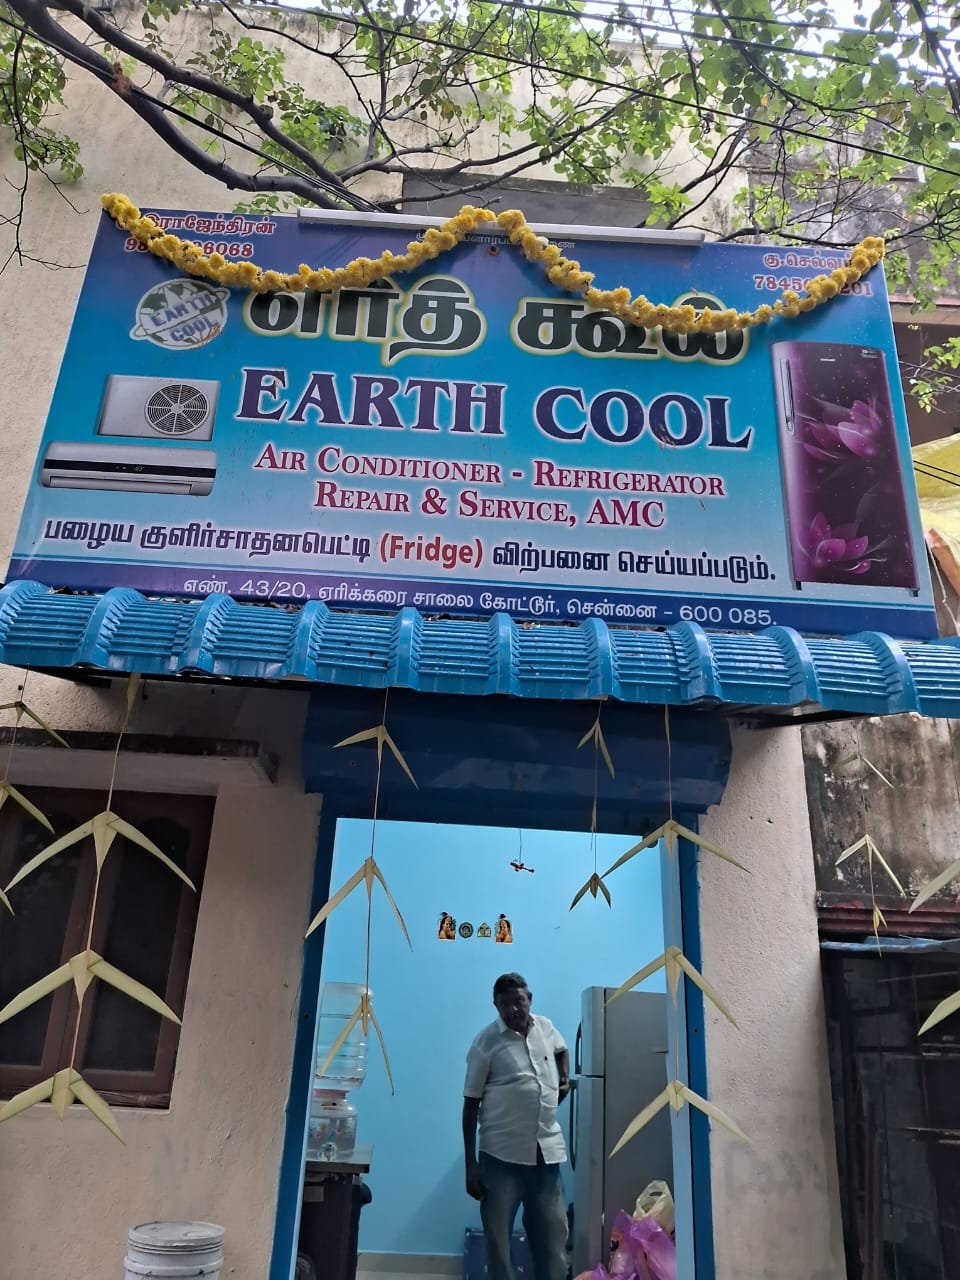 இராஜேந்திரன்
கு.செல்வ
EARTH COOL
எர்த் கூல்
EARTH COOL
AIR CONDITIONER - REFRIGERATOR
REPAIR & SERVICE, AMC
பழைய குளிர்சாதனபெட்டி (Fridge) விற்பனை செய்யப்படும்.
எண். 43/20, ஏரிக்கரை சாலை கோட்டூர், சென்னை - 600 085.